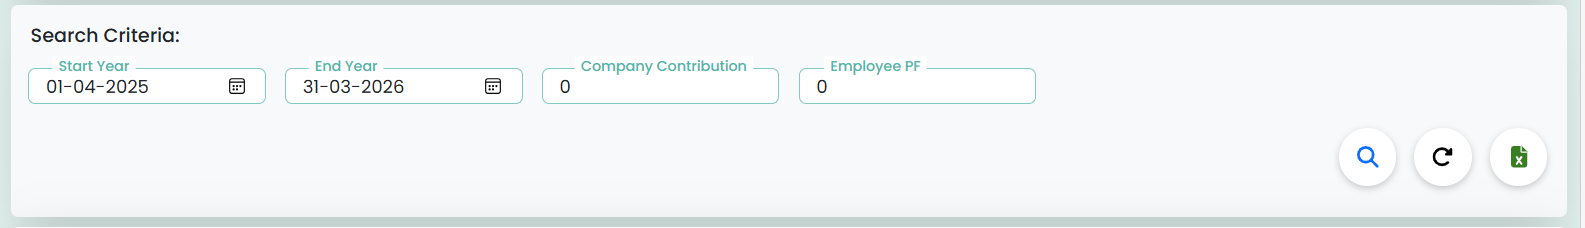 Search Criteria:
Start Year End Year Company Contribution Employee PF
01-04-2025 31-03-2026 0 0